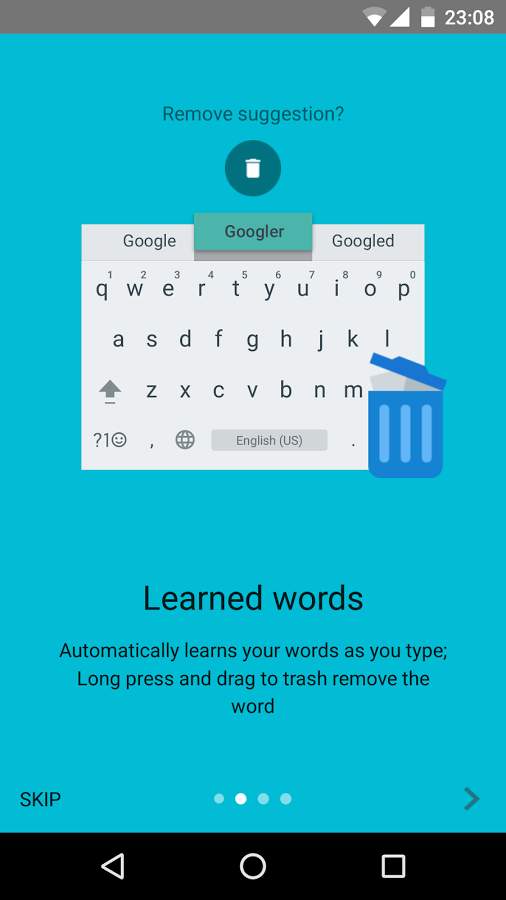 23:08
Remove suggestion?
Google Googler Googled
1 2 3 4 5 6 7 8 9 0
q w e r t y u i o p
a s d f g h j k l
z x c v b n m
?1☺ , English (US) .
Learned words
Automatically learns your words as you type;
Long press and drag to trash remove the
word
SKIP